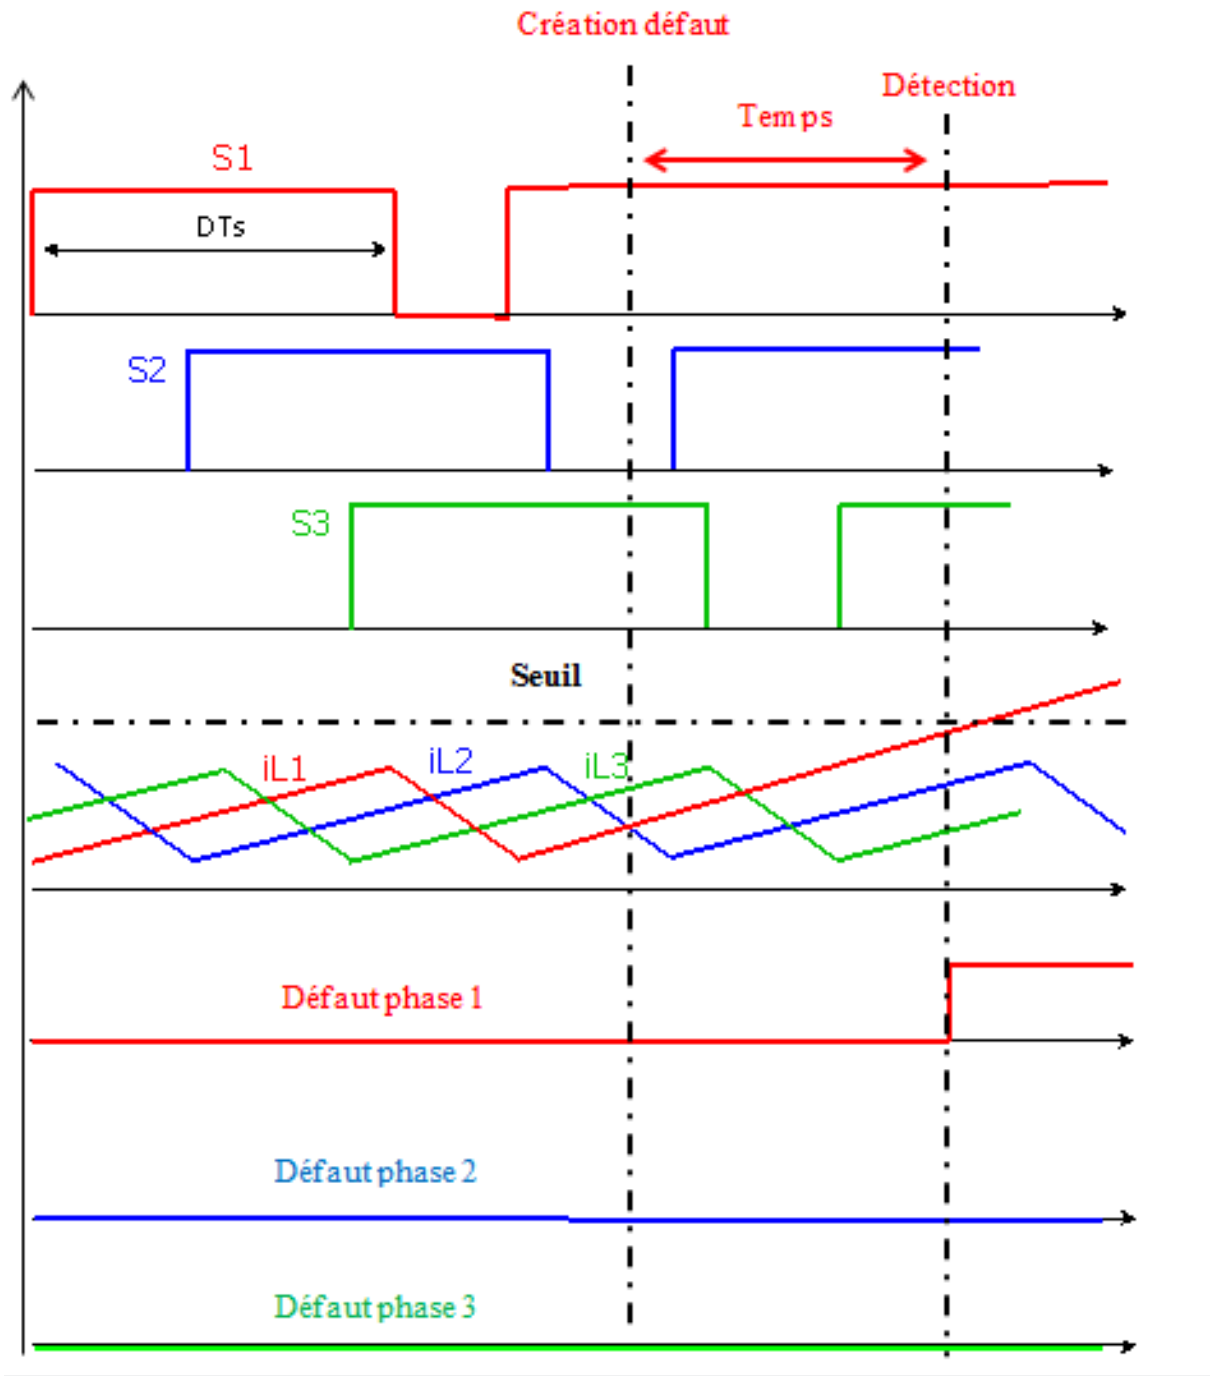 Création défaut
Détection
Temps
S1
DTs
S2
S3
Seuil
iL1
iL2
iL3
Défaut phase 1
Défaut phase 2
Défaut phase 3